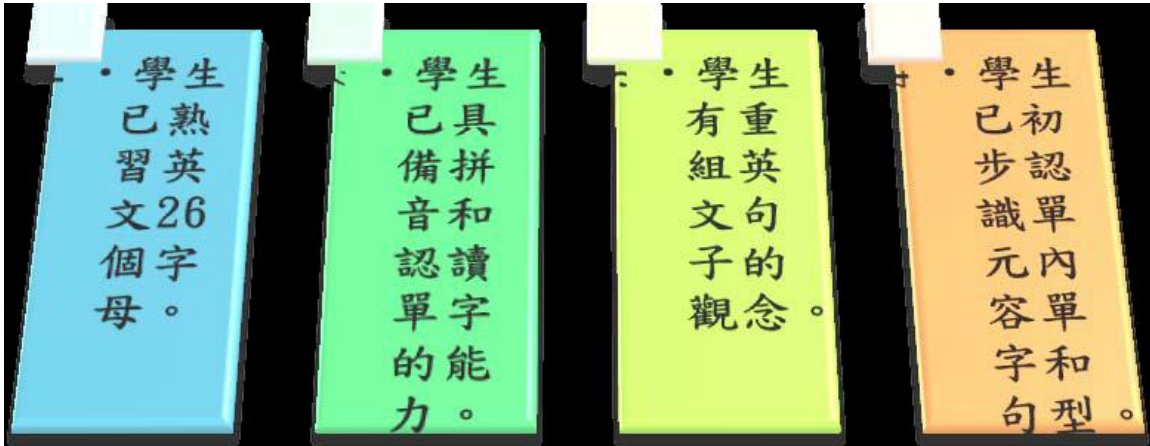 ・學生
已熟
習英
文26
個字
母。
・學生
已具
備拼
音和
認讀
單字
的能
力。
・學生
有重
組英
文句
子的
觀念。
・學生
已初
步認
識單
元內
容單
字和
句型。